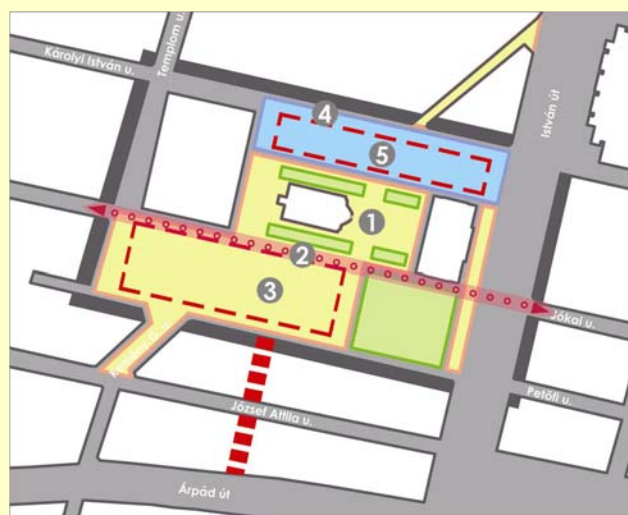 Károlyi István u.
Templom u.
István út
4
5
1
2
3
Jókai u.
Petőfi u.
József Attila u.
Árpád út